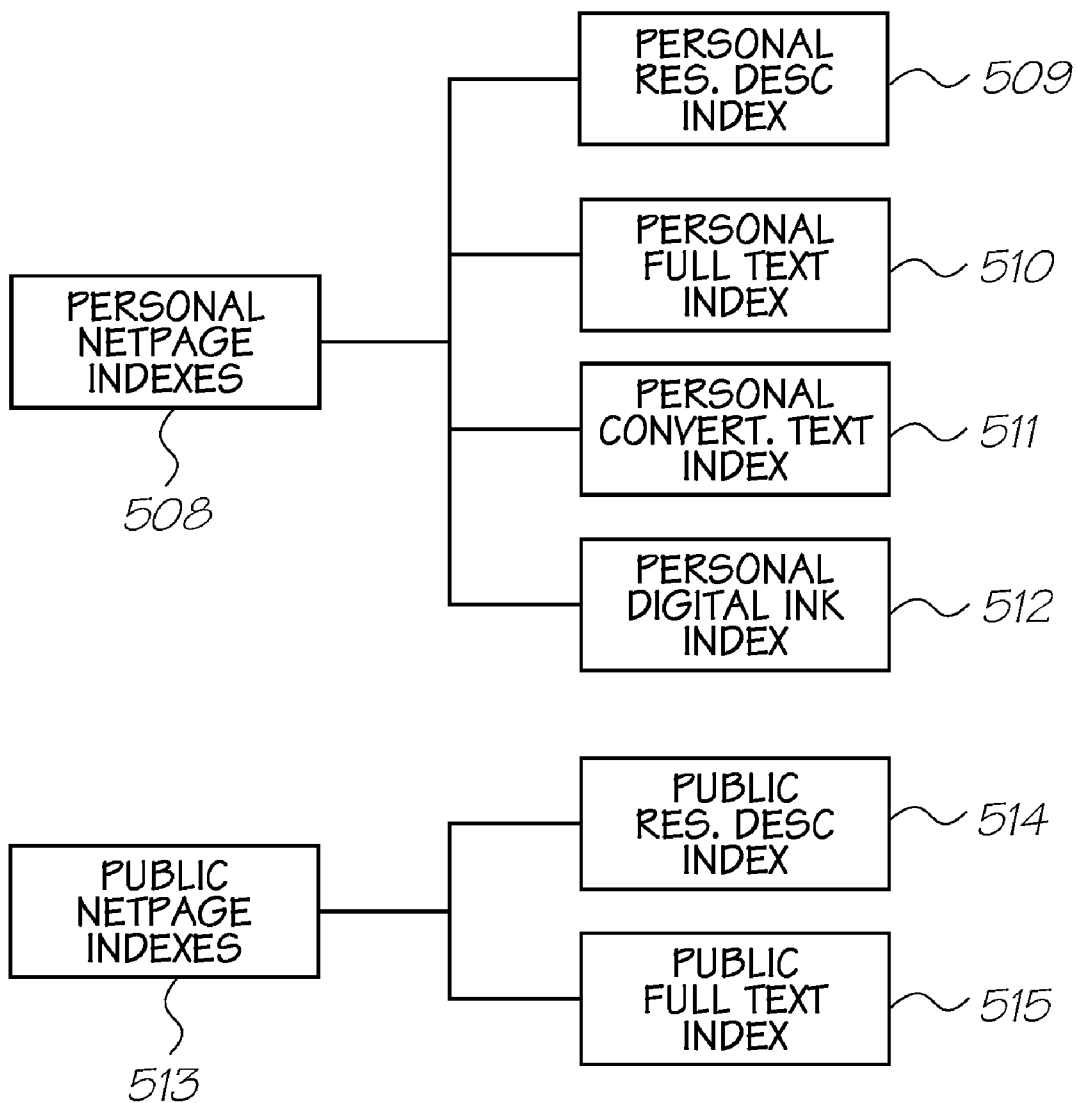 PERSONAL
RES. DESC
INDEX
509
PERSONAL
FULL TEXT
INDEX
510
PERSONAL
NETPAGE
INDEXES
508
PERSONAL
CONVERT. TEXT
INDEX
511
PERSONAL
DIGITAL INK
INDEX
512
PUBLIC
RES. DESC
INDEX
514
PUBLIC
NETPAGE
INDEXES
513
PUBLIC
FULL TEXT
INDEX
515